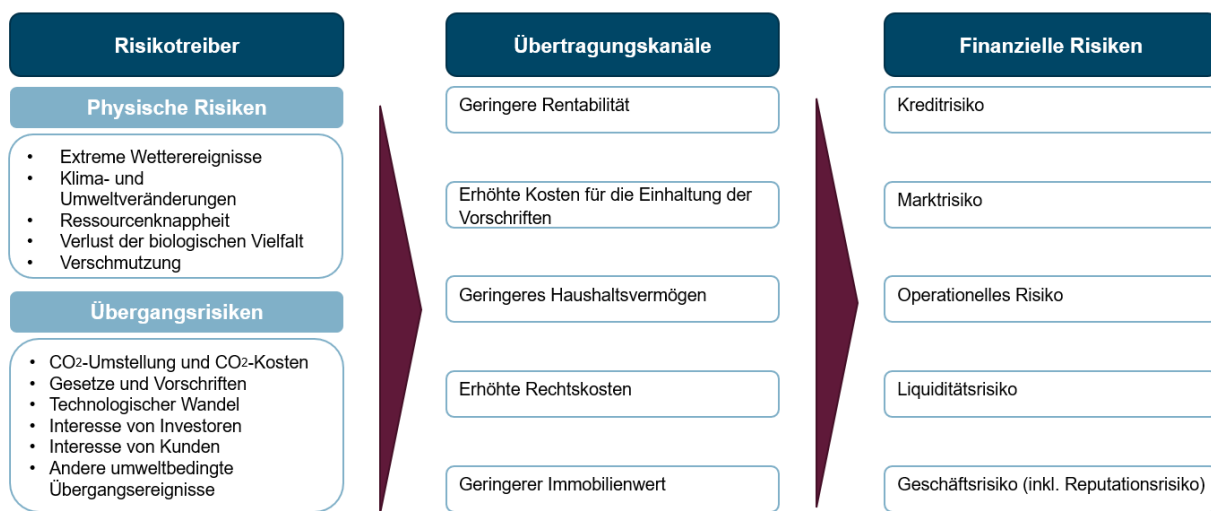 Risikotreiber
Physische Risiken
• Extreme Wetterereignisse
• Klima- und
Umweltveränderungen
• Ressourcenknappheit
• Verlust der biologischen Vielfalt
• Verschmutzung
Übergangsrisiken
• CO2-Umstellung und CO2-Kosten
• Gesetze und Vorschriften
• Technologischer Wandel
• Interesse von Investoren
• Interesse von Kunden
• Andere umweltbedingte
Übergangsereignisse
Übertragungskanäle
Geringere Rentabilität
Erhöhte Kosten für die Einhaltung der
Vorschriften
Geringeres Haushaltsvermögen
Erhöhte Rechtskosten
Geringerer Immobilienwert
Finanzielle Risiken
Kreditrisiko
Marktrisiko
Operationelles Risiko
Liquiditätsrisiko
Geschäftsrisiko (inkl. Reputationsrisiko)